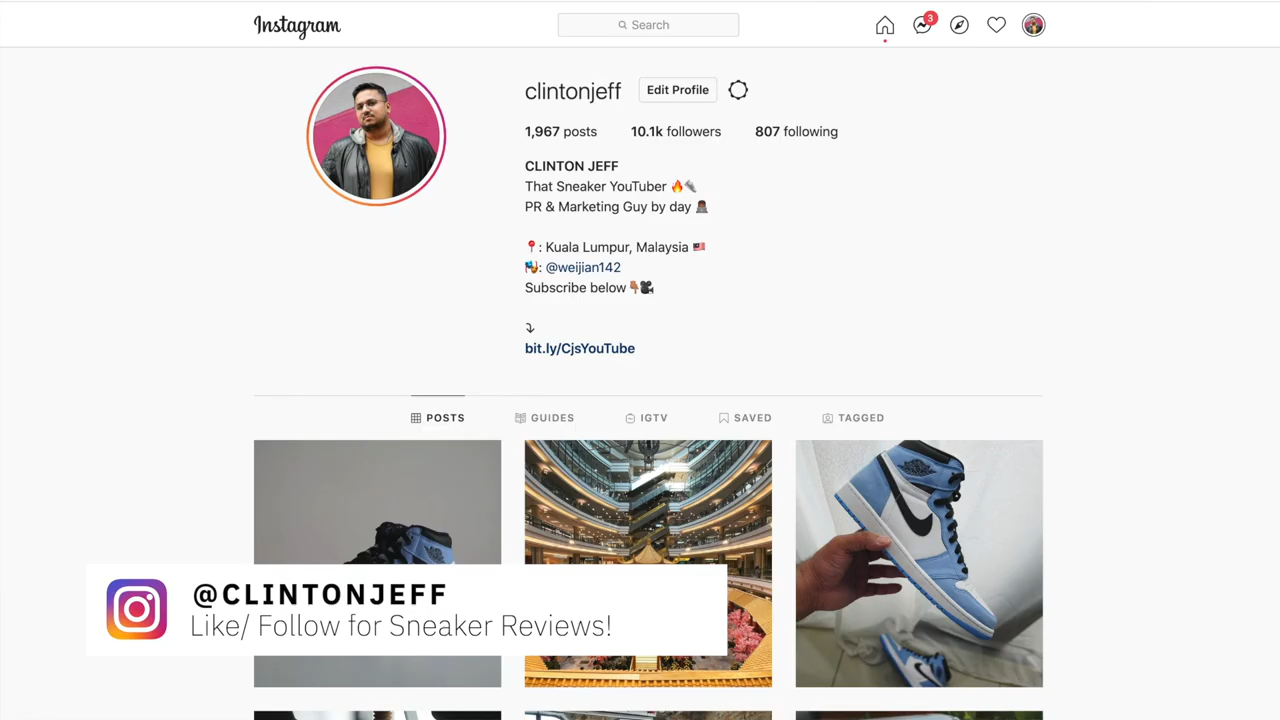 Instagram
Search
3
clintonjeff
Edit Profile
1,967 posts
10.1k followers
807 following
CLINTON JEFF
That Sneaker YouTuber 🔥🔌
PR & Marketing Guy by day 👨🏾‍💻
📍: Kuala Lumpur, Malaysia 🇲🇾
🎭: @weijian142
Subscribe below 👇🏾🎥
⤵
bit.ly/CjsYouTube
POSTS
GUIDES
IGTV
SAVED
TAGGED
@CLINTONJEFF
Like/ Follow for Sneaker Reviews!